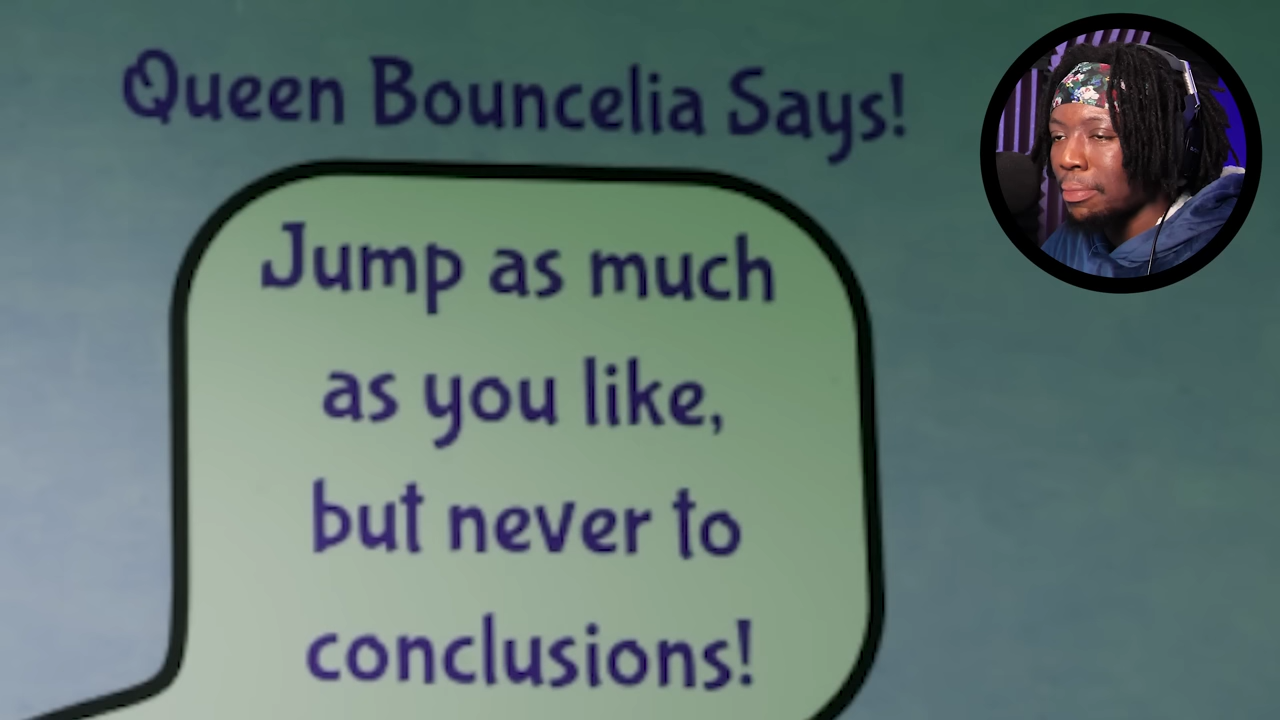 Queen Bouncelia Says!
Jump as much
as you like,
but never to
conclusions!